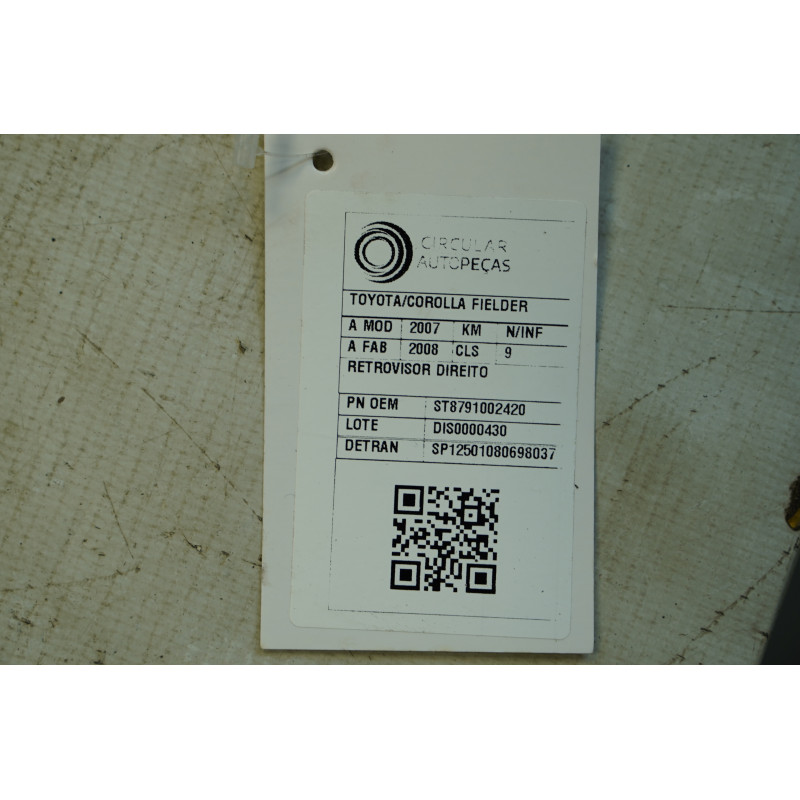 CIRCULAR
AUTOPEÇAS
TOYOTA/COROLLA FIELDER
A MOD 2007 KM N/INF
A FAB 2008 CLS 9
RETROVISOR DIREITO
PN OEM ST8791002420
LOTE DIS0000430
DETRAN SP12501080698037